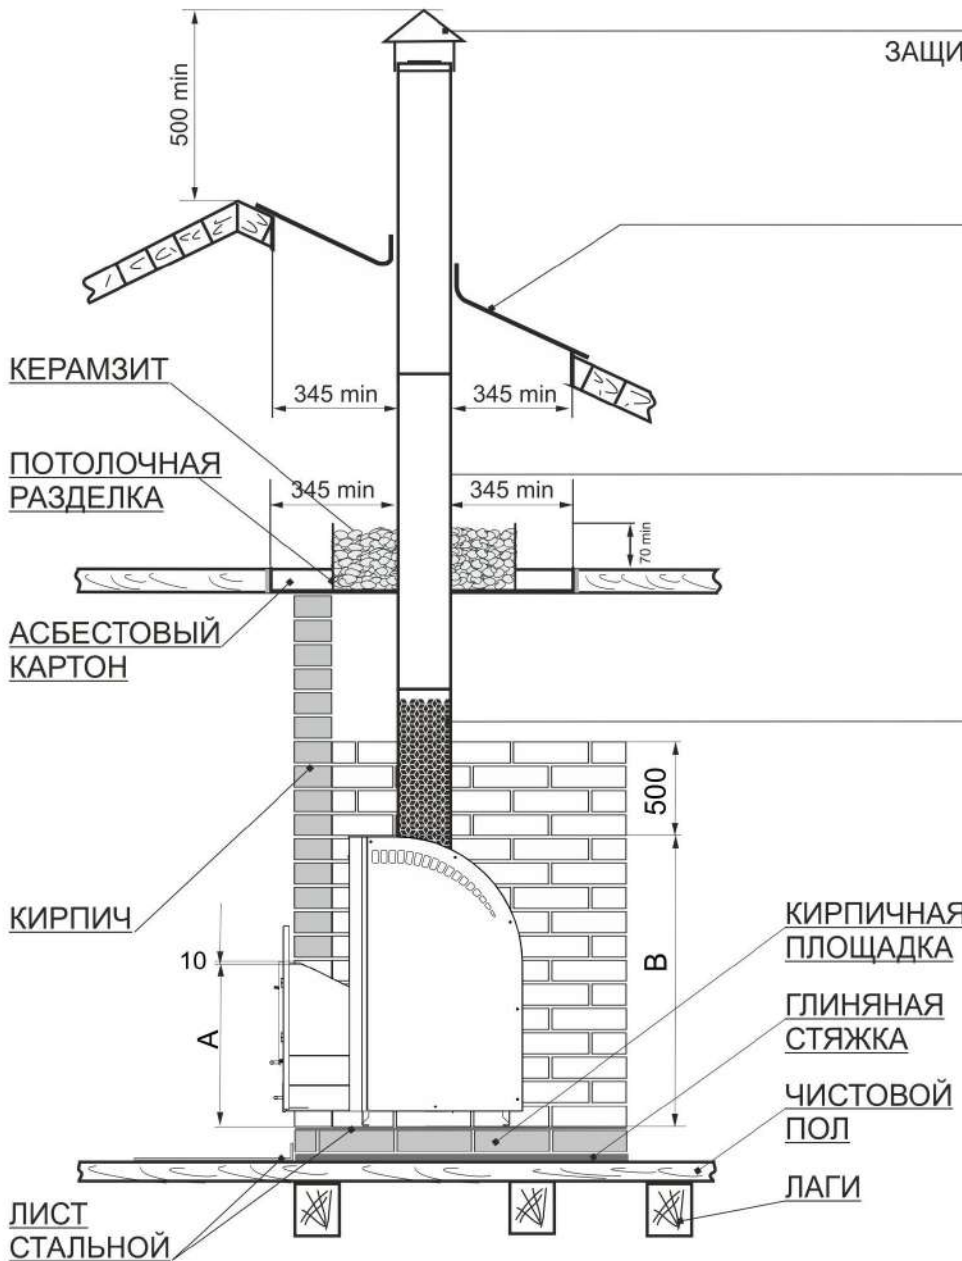 ЗАЩИ
500 min
КЕРАМЗИТ
345 min
345 min
ПОТОЛОЧНАЯ
РАЗДЕЛКА
345 min
345 min
70 min
АСБЕСТОВЫЙ
КАРТОН
500
КИРПИЧ
КИРПИЧНАЯ
ПЛОЩАДКА
10
B
A
ГЛИНЯНАЯ
СТЯЖКА
ЧИСТОВОЙ
ПОЛ
ЛАГИ
ЛИСТ
СТАЛЬНОЙ